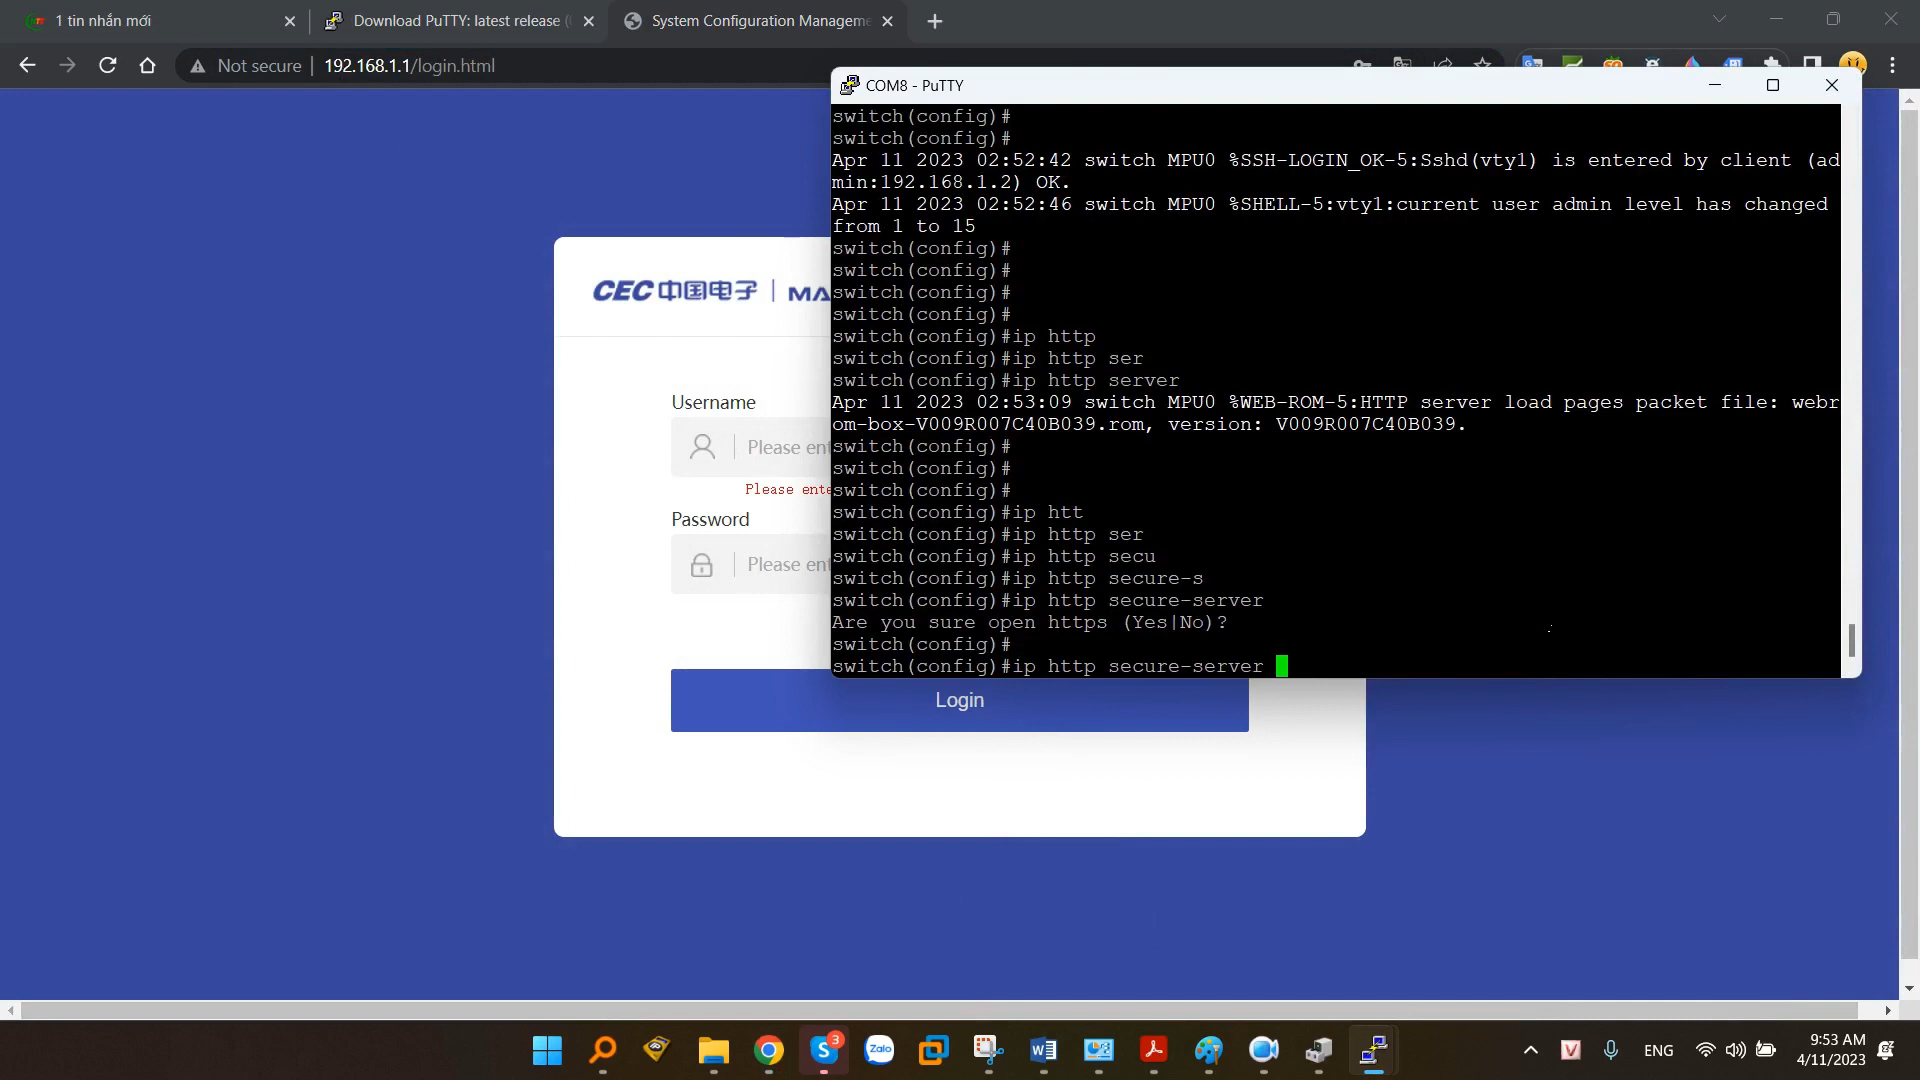 1 tin nhắn mới
Download PuTTY: latest release (
System Configuration Manageme
Not secure
192.168.1.1/login.html
COM8 - PuTTY
switch(config)#
switch(config)#
Apr 11 2023 02:52:42 switch MPU0 %SSH-LOGIN_OK-5:Sshd(vty1) is entered by client (ad
min:192.168.1.2) OK.
Apr 11 2023 02:52:46 switch MPU0 %SHELL-5:vty1:current user admin level has changed
from 1 to 15
switch(config)#
switch(config)#
switch(config)#
switch(config)#
switch(config)#ip http
switch(config)#ip http ser
switch(config)#ip http server
Apr 11 2023 02:53:09 switch MPU0 %WEB-ROM-5:HTTP server load pages packet file: webr
om-box-V009R007C40B039.rom, version: V009R007C40B039.
switch(config)#
switch(config)#
switch(config)#
switch(config)#ip htt
switch(config)#ip http ser
switch(config)#ip http secu
switch(config)#ip http secure-s
switch(config)#ip http secure-server
Are you sure open https (Yes|No)?
switch(config)#
switch(config)#ip http secure-server
CEC中国电子 | MA
Username
Please ent
Please ente
Password
Please ent
Login
3
Zalo
ENG
9:53 AM
4/11/2023